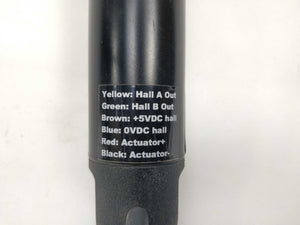 Yellow: Hall A Out
Green: Hall B Out
Brown: +5VDC hall
Blue: 0VDC hall
Red: Actuator+
Black: Actuator-